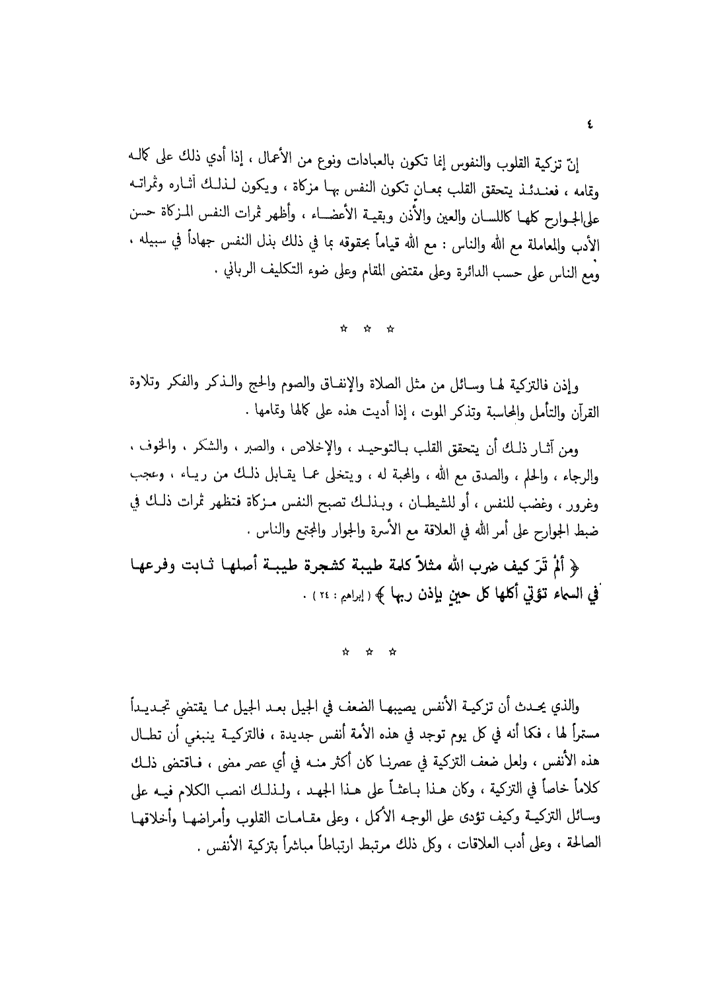 ٤
إنّ تزكية القلوب والنفوس إنما تكون بالعبادات ونوع من الأعمال ، إذا أدي ذلك على كماله
وتمامه ، فعندئذ يتحقق القلب بمعانٍ تكون النفس بها مزكاة ، ويكون لذلك آثاره وثمراته
على الجوارح كلها كاللسان والعين والأذن وبقية الأعضاء ، وأظهر ثمرات النفس المزكاة حسن
الأدب والمعاملة مع الله والناس : مع الله قياماً بحقوقه بما في ذلك بذل النفس جهاداً في سبيله ،
ومع الناس على حسب الدائرة وعلى مقتضى المقام وعلى ضوء التكليف الرباني .
☆ ☆ ☆
وإذن فالتزكية لها وسائل من مثل الصلاة والإنفاق والصوم والحج والذكر والفكر وتلاوة
القرآن والتأمل والمحاسبة وتذكر الموت ، إذا أديت هذه على كمالها وتمامها .
ومن آثار ذلك أن يتحقق القلب بالتوحيد ، والإخلاص ، والصبر ، والشكر ، والخوف ،
والرجاء ، والحلم ، والصدق مع الله ، والمحبة له ، ويتخلى عما يقابل ذلك من رياء ، وعجب
وغرور ، وغضب للنفس ، أو للشيطان ، وبذلك تصبح النفس مزكاة فتظهر ثمرات ذلك في
ضبط الجوارح على أمر الله في العلاقة مع الأسرة والجوار والمجتمع والناس .
﴿ ألمْ تَرَ كيف ضرب الله مثلاً كلمة طيبة كشجرة طيبة أصلها ثابت وفرعها
في السماء تؤتي أكلها كل حينٍ بإذن ربها ﴾ ( إبراهيم : ٢٤ ) .
☆ ☆ ☆
والذي يحدث أن تزكية الأنفس يصيبها الضعف في الجيل بعد الجيل مما يقتضي تجديداً
مستمراً لها ، فكما أنه في كل يوم توجد في هذه الأمة أنفس جديدة ، فالتزكية ينبغي أن تطال
هذه الأنفس ، ولعل ضعف التزكية في عصرنا كان أكثر منه في أي عصر مضى ، فاقتضى ذلك
كلاماً خاصاً في التزكية ، وكان هذا باعثاً على هذا الجهد ، ولذلك انصب الكلام فيه على
وسائل التزكية وكيف تؤدى على الوجه الأكمل ، وعلى مقامات القلوب وأمراضها وأخلاقها
الصالحة ، وعلى أدب العلاقات ، وكل ذلك مرتبط ارتباطاً مباشراً بتزكية الأنفس .